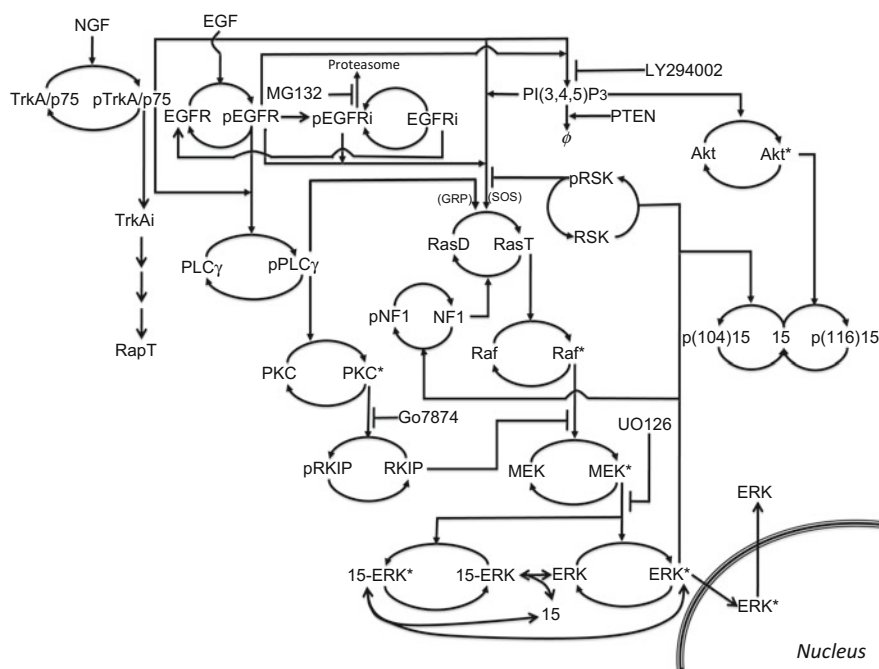 NGF
EGF
Proteasome
MG132
LY294002
TrkA/p75
pTrkA/p75
EGFR
pEGFR
pEGFRi
EGFRi
PI(3,4,5)P3
PTEN
ϕ
Akt
Akt*
pRSK
(GRP)
(SOS)
TrkAi
RasD
RasT
RSK
PLCγ
pPLCγ
pNF1
NF1
p(104)15
15
p(116)15
RapT
Raf
Raf*
PKC
PKC*
Go7874
UO126
pRKIP
RKIP
MEK
MEK*
ERK
15-ERK*
15-ERK
ERK
ERK*
15
ERK*
Nucleus